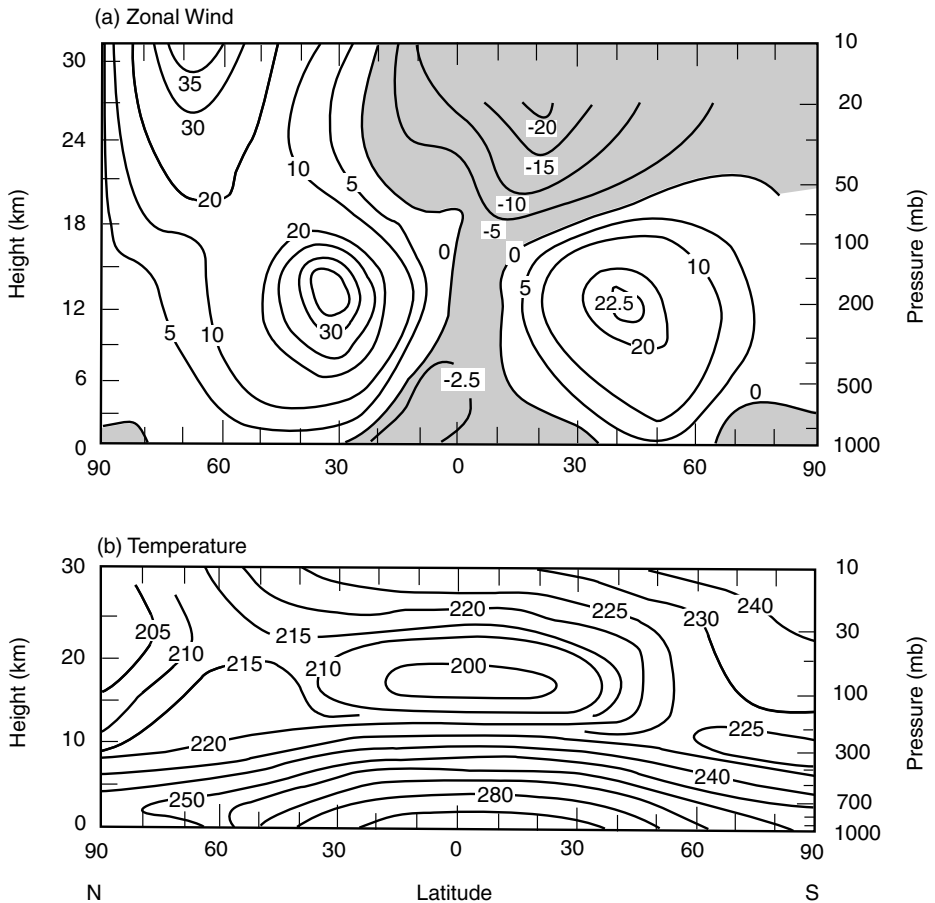 (a) Zonal Wind
30 10
35 20
30 -20
24 -15
10 5 50
20 -10
18 20 -5
0 0 10 100
5 22.5
12 200
5 10 30 20
6 -2.5 500
0
0 1000
90 60 30 0 30 60 90
Height (km)
Pressure (mb)
(b) Temperature
30 10
220 225 240
205 215 230 30
210
20 215 210 200
100
225
10 220 300
240
250 280 700
0 1000
90 60 30 0 30 60 90
Height (km)
Pressure (mb)
N Latitude S